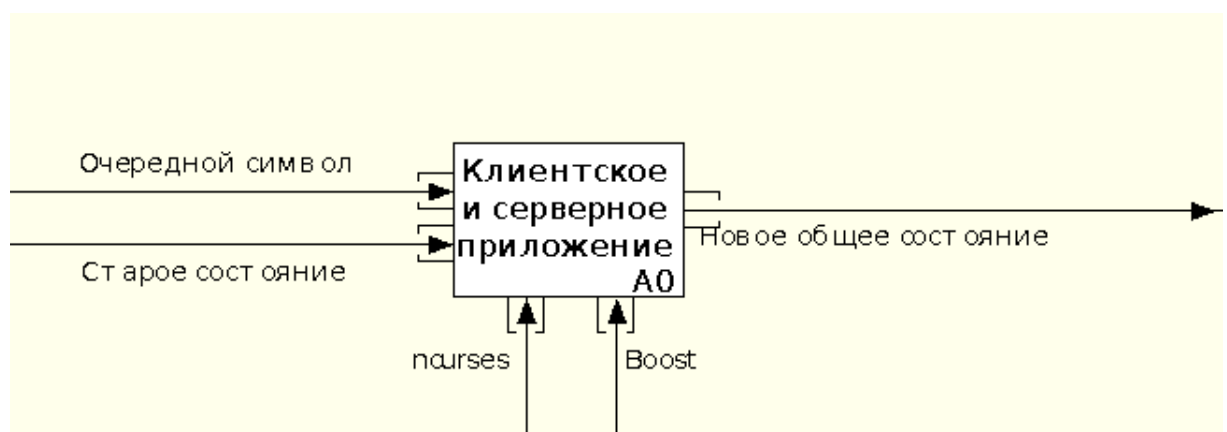 Очередной символ
Клиентское
и серверное
приложение
A0
Старое состояние
Новое общее состояние
ncurses
Boost